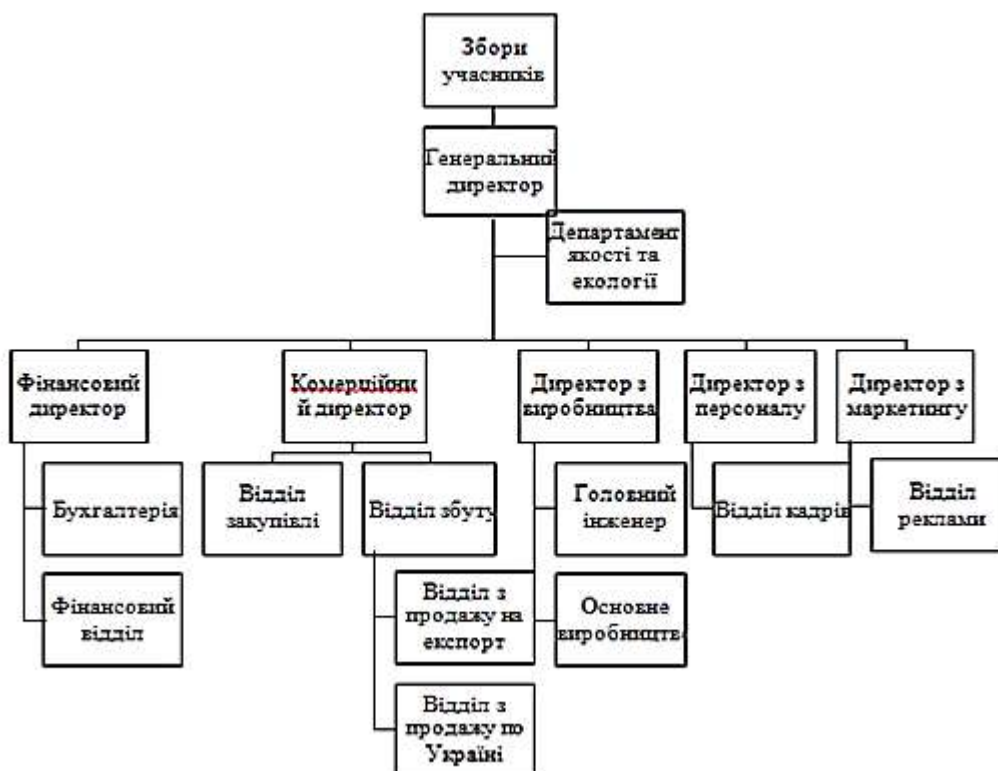 Збори
учасників
Генеральний
директор
Департамент
якості та
екології
Фінансовий
директор
Комерційни
й директор
Директор з
виробництва
Директор з
персоналу
Директор з
маркетингу
Бухгалтерія
Відділ
закупівлі
Відділ збуту
Головний
інженер
Відділ кадрів
Відділ
реклами
Фінансовий
відділ
Відділ з
продажу на
експорт
Основне
виробництво
Відділ з
продажу по
Україні